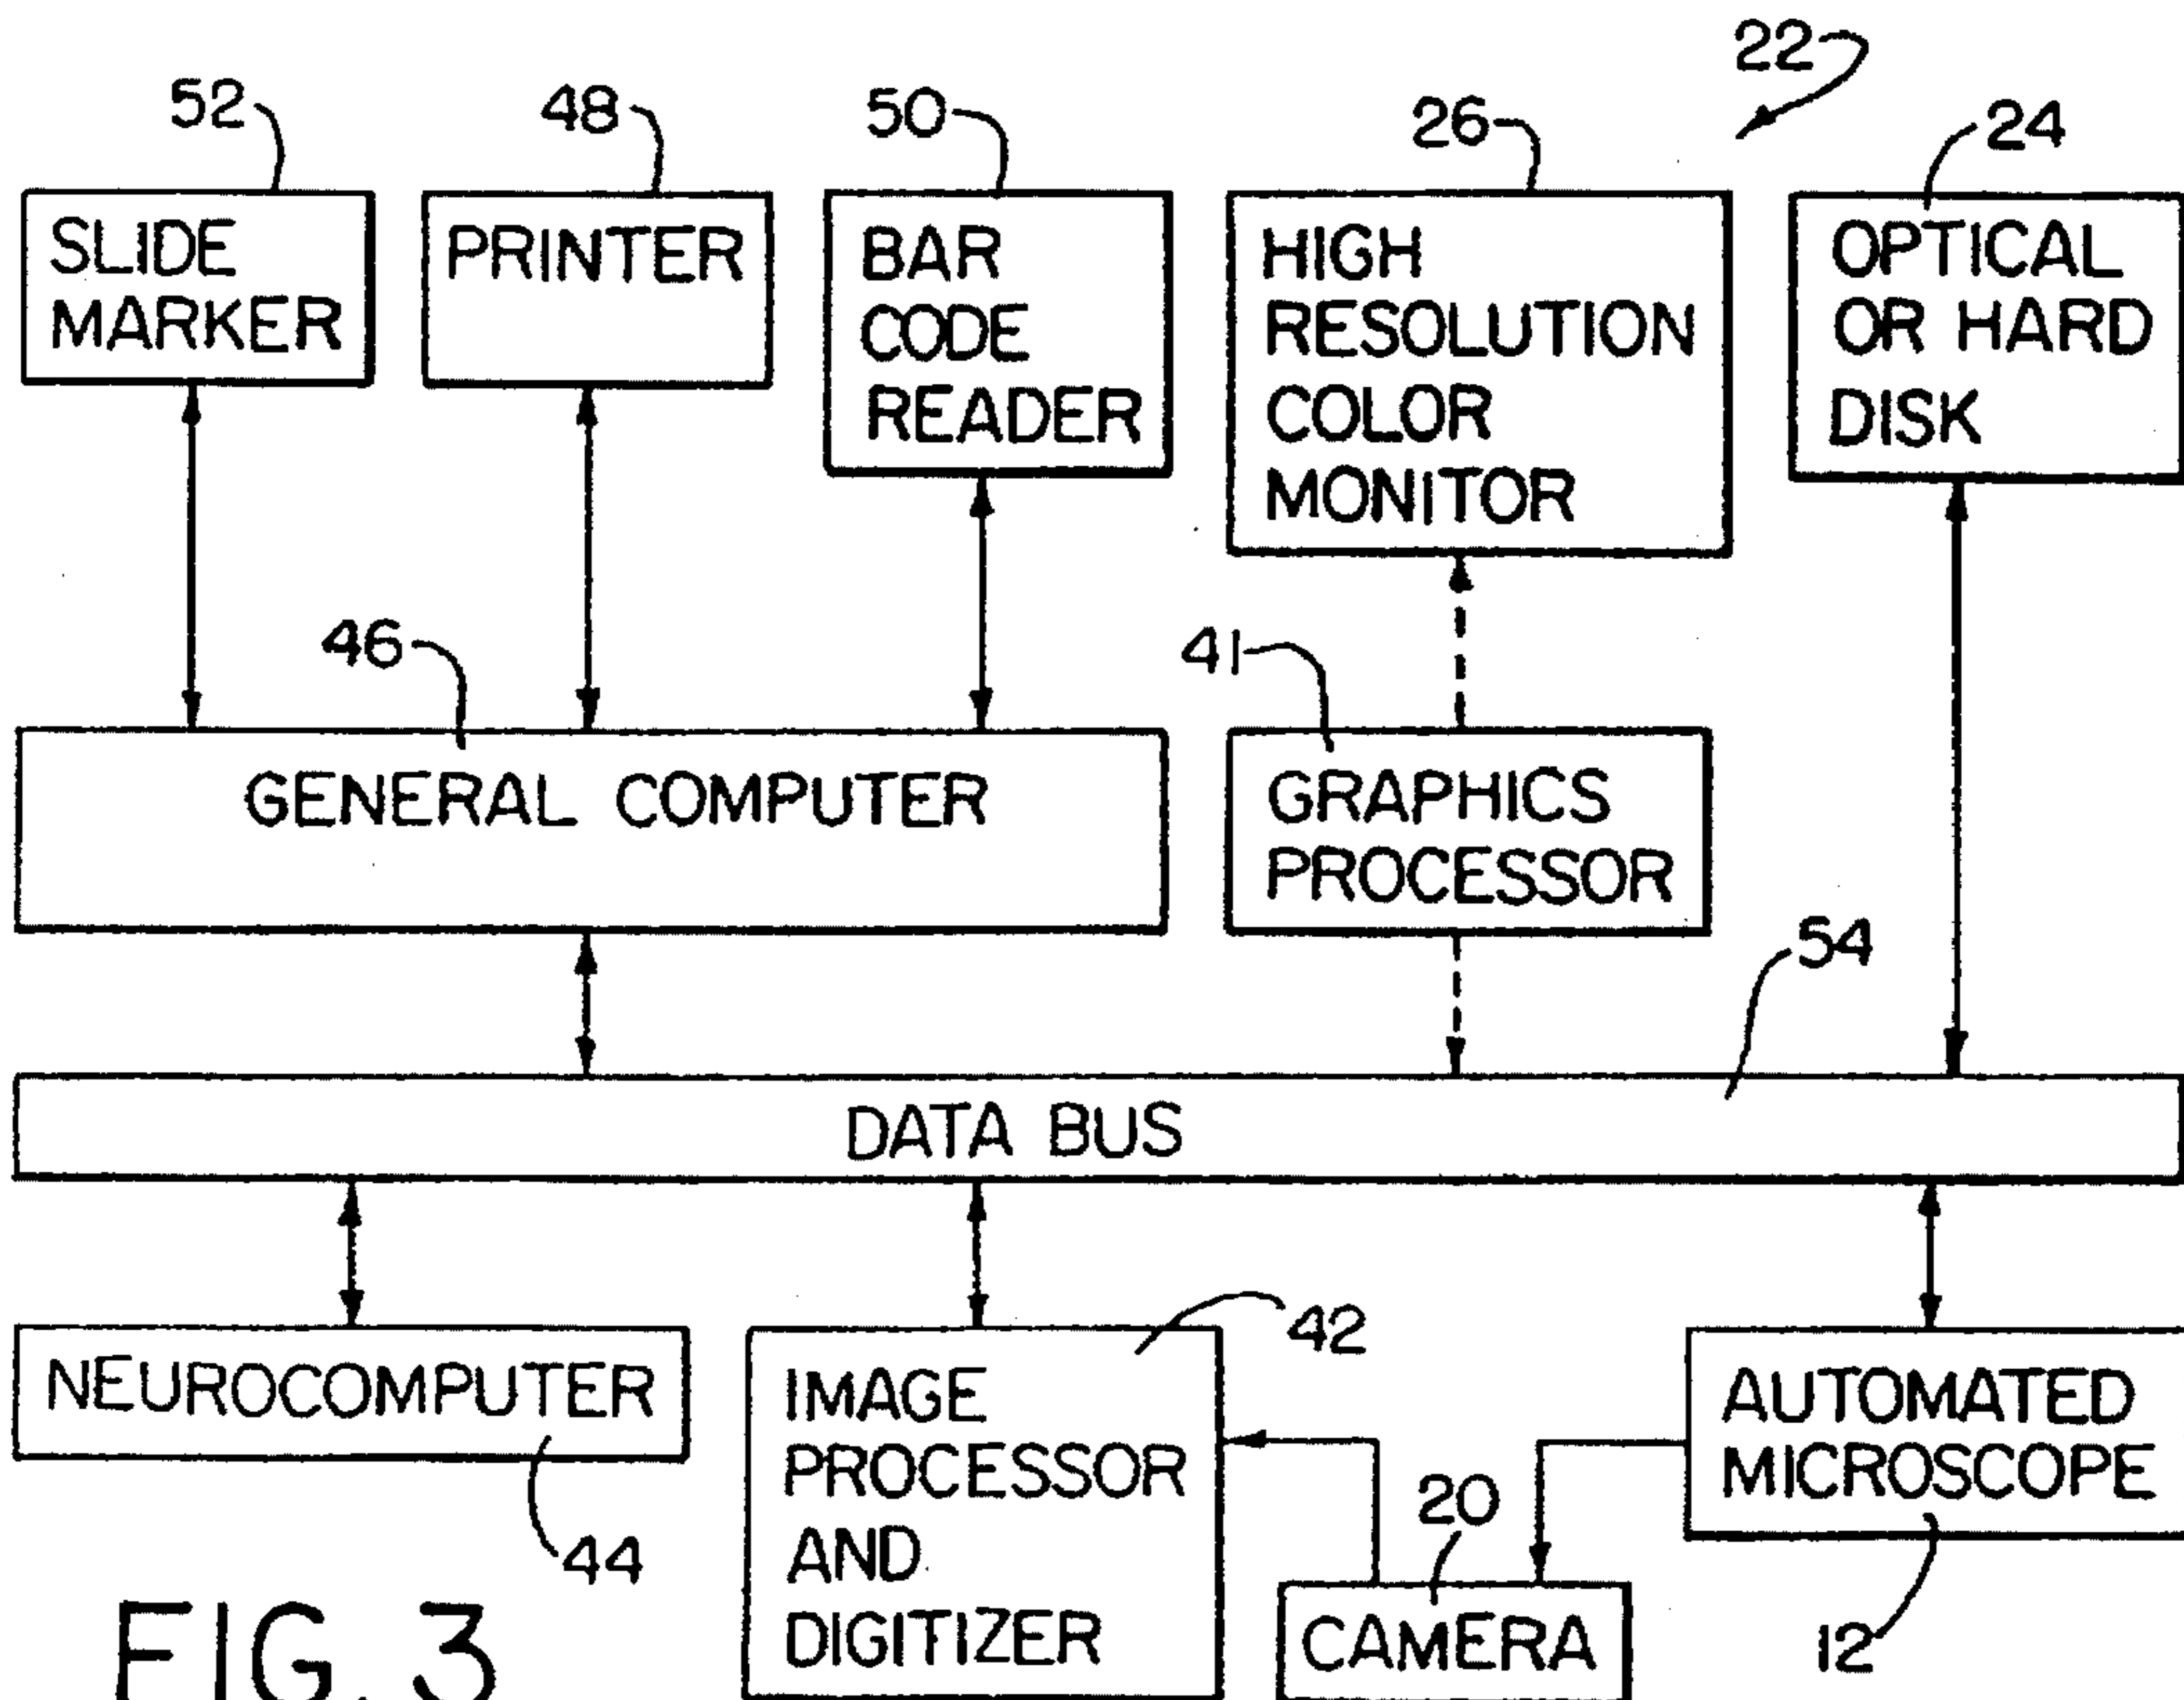 22
52
48
50
26
24
SLIDE
MARKER
PRINTER
BAR
CODE
READER
HIGH
RESOLUTION
COLOR
MONITOR
OPTICAL
OR HARD
DISK
46
41
GENERAL COMPUTER
GRAPHICS
PROCESSOR
54
DATA BUS
42
NEUROCOMPUTER
44
IMAGE
PROCESSOR
AND
DIGITIZER
20
CAMERA
AUTOMATED
MICROSCOPE
12
FIG. 3